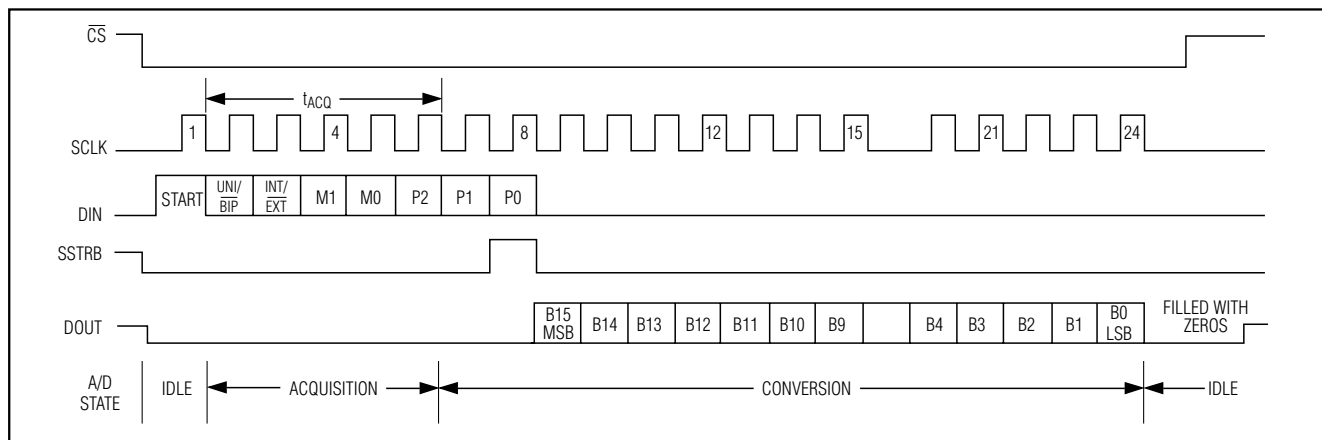 CS
tACQ
1 4 8 12 15 21 24
SCLK
START UNI/BIP INT/EXT M1 M0 P2 P1 P0
DIN
SSTRB
B15 MSB B14 B13 B12 B11 B10 B9 B4 B3 B2 B1 B0 LSB FILLED WITH ZEROS
DOUT
A/D STATE IDLE ACQUISITION CONVERSION IDLE